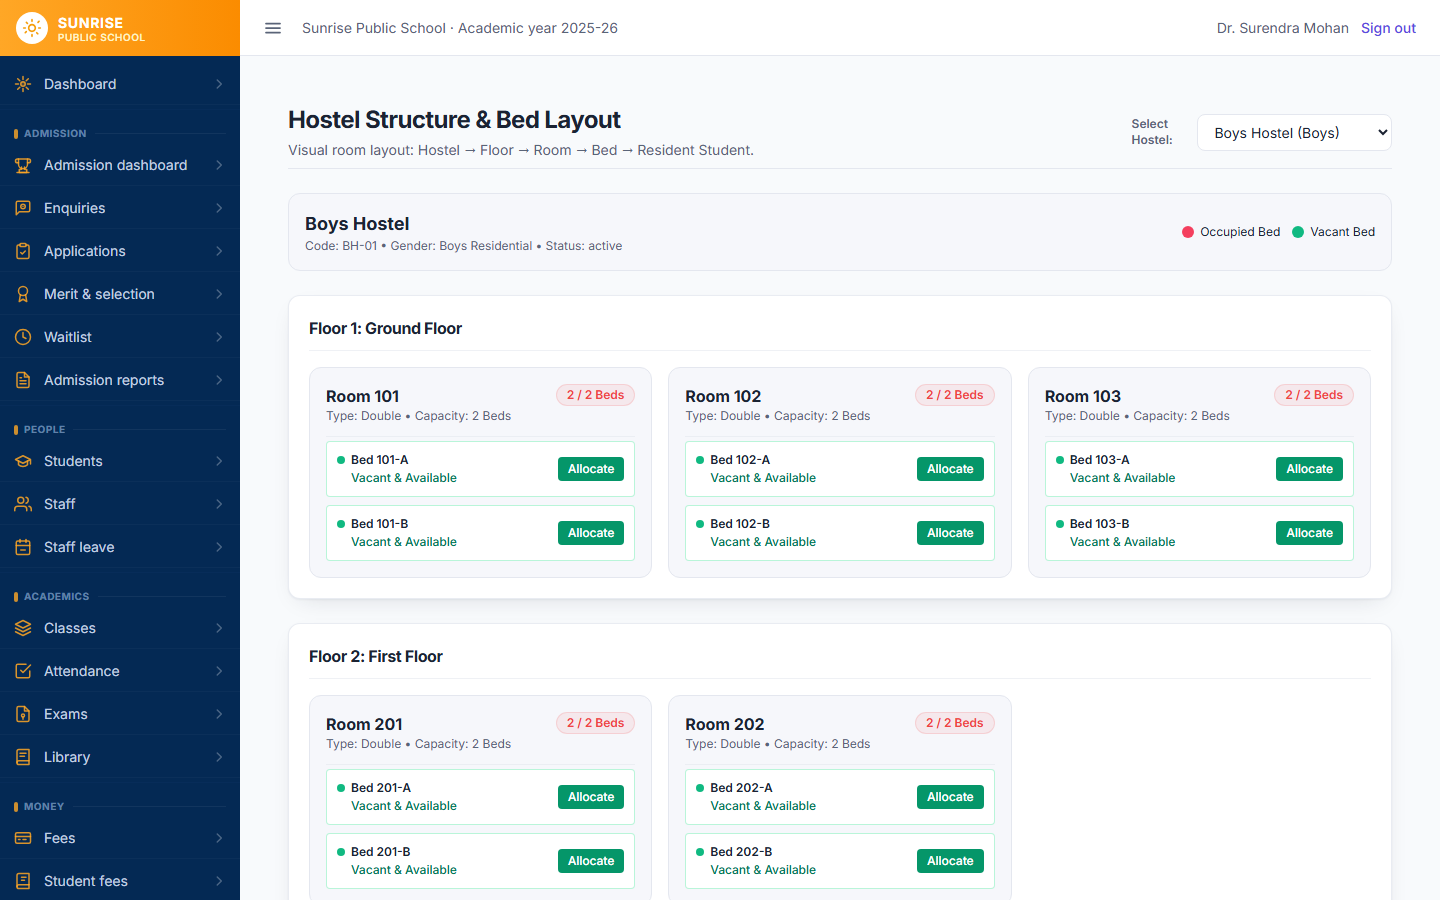 SUNRISE
PUBLIC SCHOOL
Sunrise Public School · Academic year 2025-26
Dr. Surendra Mohan
Sign out
Dashboard
ADMISSION
Admission dashboard
Enquiries
Applications
Merit & selection
Waitlist
Admission reports
PEOPLE
Students
Staff
Staff leave
ACADEMICS
Classes
Attendance
Exams
Library
MONEY
Fees
Student fees
Hostel Structure & Bed Layout
Visual room layout: Hostel → Floor → Room → Bed → Resident Student.
Select
Hostel:
Boys Hostel (Boys)
Boys Hostel
Code: BH-01 • Gender: Boys Residential • Status: active
Occupied Bed
Vacant Bed
Floor 1: Ground Floor
Room 101
2 / 2 Beds
Type: Double • Capacity: 2 Beds
Bed 101-A
Vacant & Available
Allocate
Bed 101-B
Vacant & Available
Allocate
Room 102
2 / 2 Beds
Type: Double • Capacity: 2 Beds
Bed 102-A
Vacant & Available
Allocate
Bed 102-B
Vacant & Available
Allocate
Room 103
2 / 2 Beds
Type: Double • Capacity: 2 Beds
Bed 103-A
Vacant & Available
Allocate
Bed 103-B
Vacant & Available
Allocate
Floor 2: First Floor
Room 201
2 / 2 Beds
Type: Double • Capacity: 2 Beds
Bed 201-A
Vacant & Available
Allocate
Bed 201-B
Vacant & Available
Allocate
Room 202
2 / 2 Beds
Type: Double • Capacity: 2 Beds
Bed 202-A
Vacant & Available
Allocate
Bed 202-B
Vacant & Available
Allocate